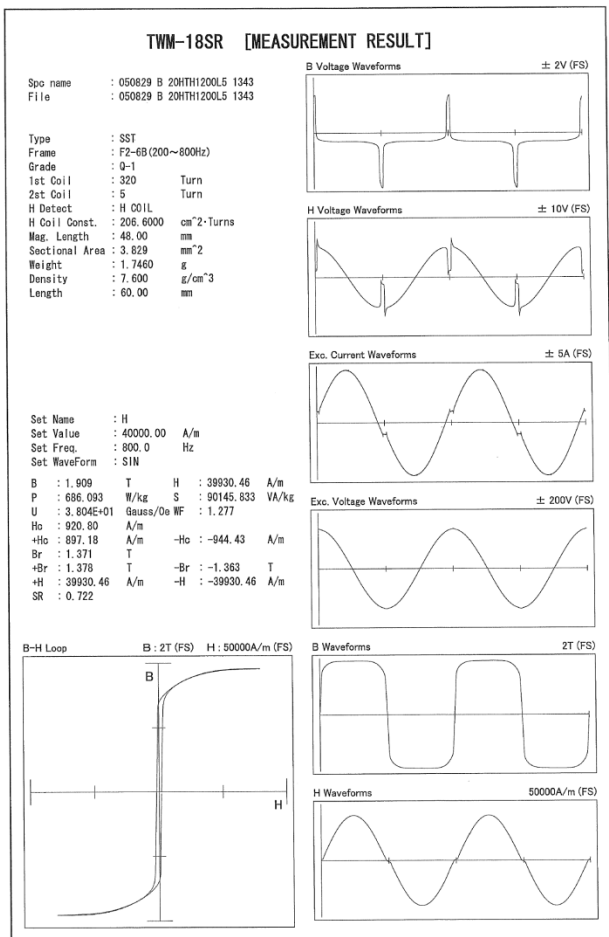 TWM-18SR [MEASUREMENT RESULT]
Spc name : 050829 B 20HTH1200L5 1343
File : 050829 B 20HTH1200L5 1343
Type : SST
Frame : F2-6B(200～800Hz)
Grade : Q-1
1st Coil : 320 Turn
2st Coil : 5 Turn
H Detect : H COIL
H Coil Const. : 206.6000 cm^2·Turns
Mag. Length : 48.00 mm
Sectional Area : 3.829 mm^2
Weight : 1.7460 g
Density : 7.600 g/cm^3
Length : 60.00 mm
Set Name : H
Set Value : 40000.00 A/m
Set Freq. : 800.0 Hz
Set WaveForm : SIN
B : 1.909 T H : 39930.46 A/m
P : 686.093 W/kg S : 90145.833 VA/kg
U : 3.804E+01 Gauss/Oe WF : 1.277
Hc : 920.80 A/m
+Hc : 897.18 A/m -Hc : -944.43 A/m
Br : 1.371 T
+Br : 1.378 T -Br : -1.363 T
+H : 39930.46 A/m -H : -39930.46 A/m
SR : 0.722
B-H Loop B : 2T (FS) H : 50000A/m (FS)
B
H
B Voltage Waveforms ± 2V (FS)
H Voltage Waveforms ± 10V (FS)
Exc. Current Waveforms ± 5A (FS)
Exc. Voltage Waveforms ± 200V (FS)
B Waveforms 2T (FS)
H Waveforms 50000A/m (FS)